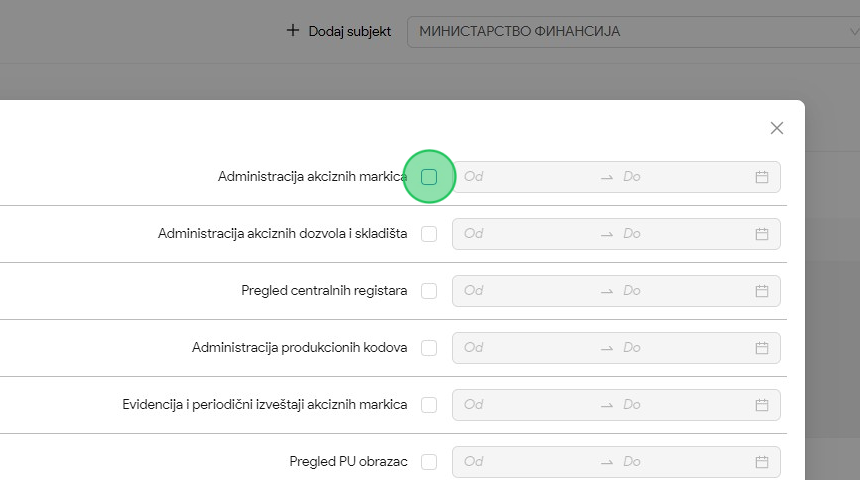 Dodaj subjekt МИНИСТАРСТВО ФИНАНСИЈА
Administracija akciznih markica Od Do
Administracija akciznih dozvola i skladišta Od Do
Pregled centralnih registara Od Do
Administracija produkcionih kodova Od Do
Evidencija i periodični izveštaji akciznih markica Od Do
Pregled PU obrazac Od Do